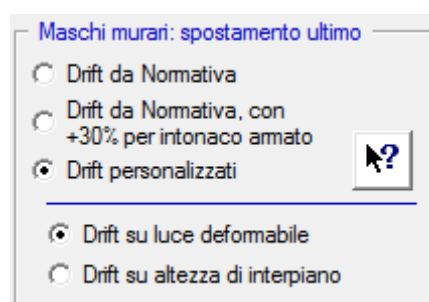 Maschi murari: spostamento ultimo
Drift da Normativa
Drift da Normativa, con
+30% per intonaco armato
Drift personalizzati
?
Drift su luce deformabile
Drift su altezza di interpiano